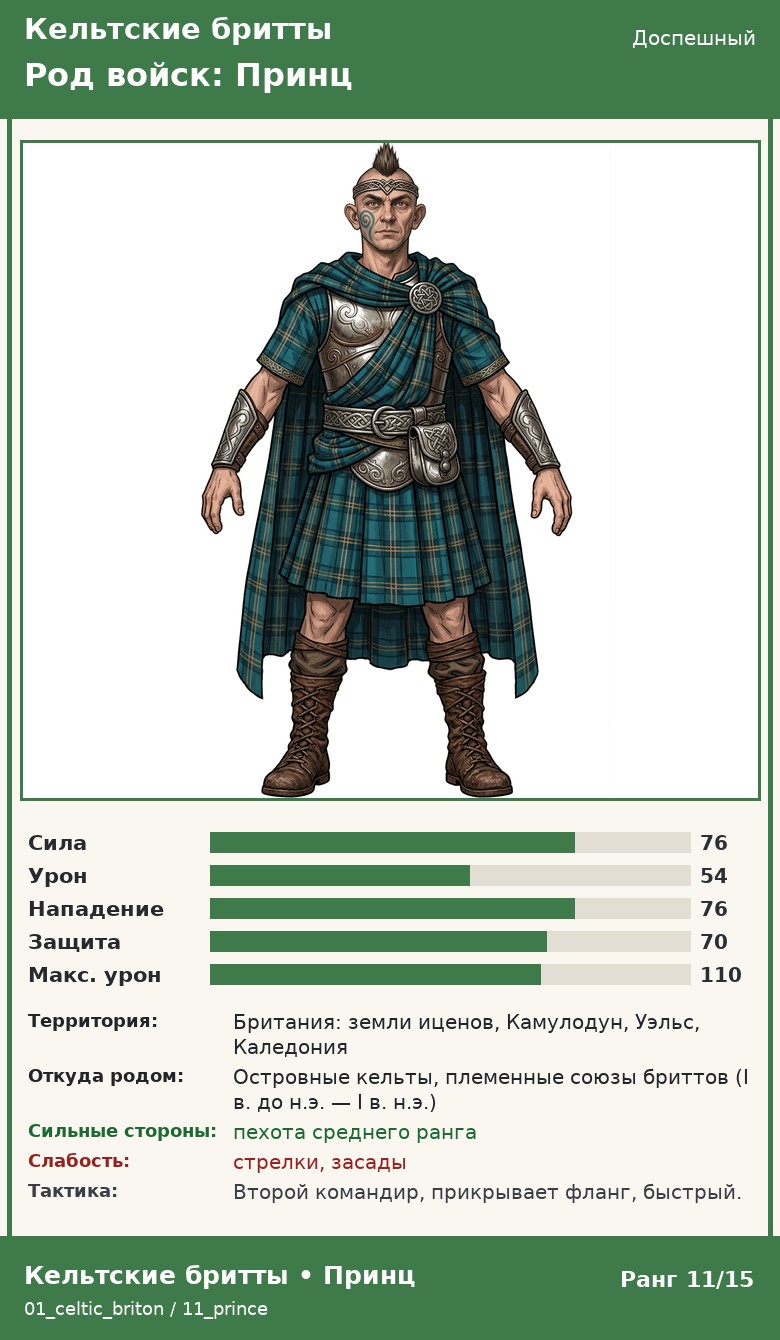 Кельтские бритты
Доспешный
Род войск: Принц
Сила 76
Урон 54
Нападение 76
Защита 70
Макс. урон 110
Территория: Британия: земли иценов, Камулодун, Уэльс,
Каледония
Откуда родом: Островные кельты, племенные союзы бриттов (I
в. до н.э. — I в. н.э.)
Сильные стороны: пехота среднего ранга
Слабость: стрелки, засады
Тактика: Второй командир, прикрывает фланг, быстрый.
Кельтские бритты • Принц
Ранг 11/15
01_celtic_briton / 11_prince